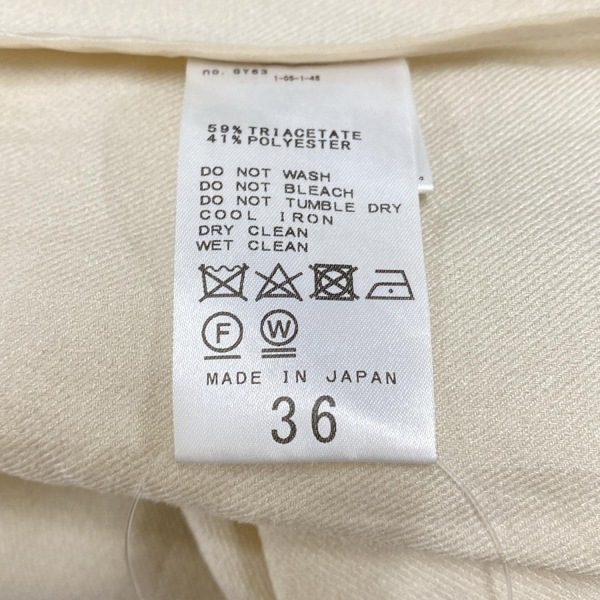 no. GY63
1-05-1-48
59% TRIACETATE
41% POLYESTER
DO NOT WASH
DO NOT BLEACH
DO NOT TUMBLE DRY
COOL IRON
DRY CLEAN
WET CLEAN
F W
MADE IN JAPAN
36